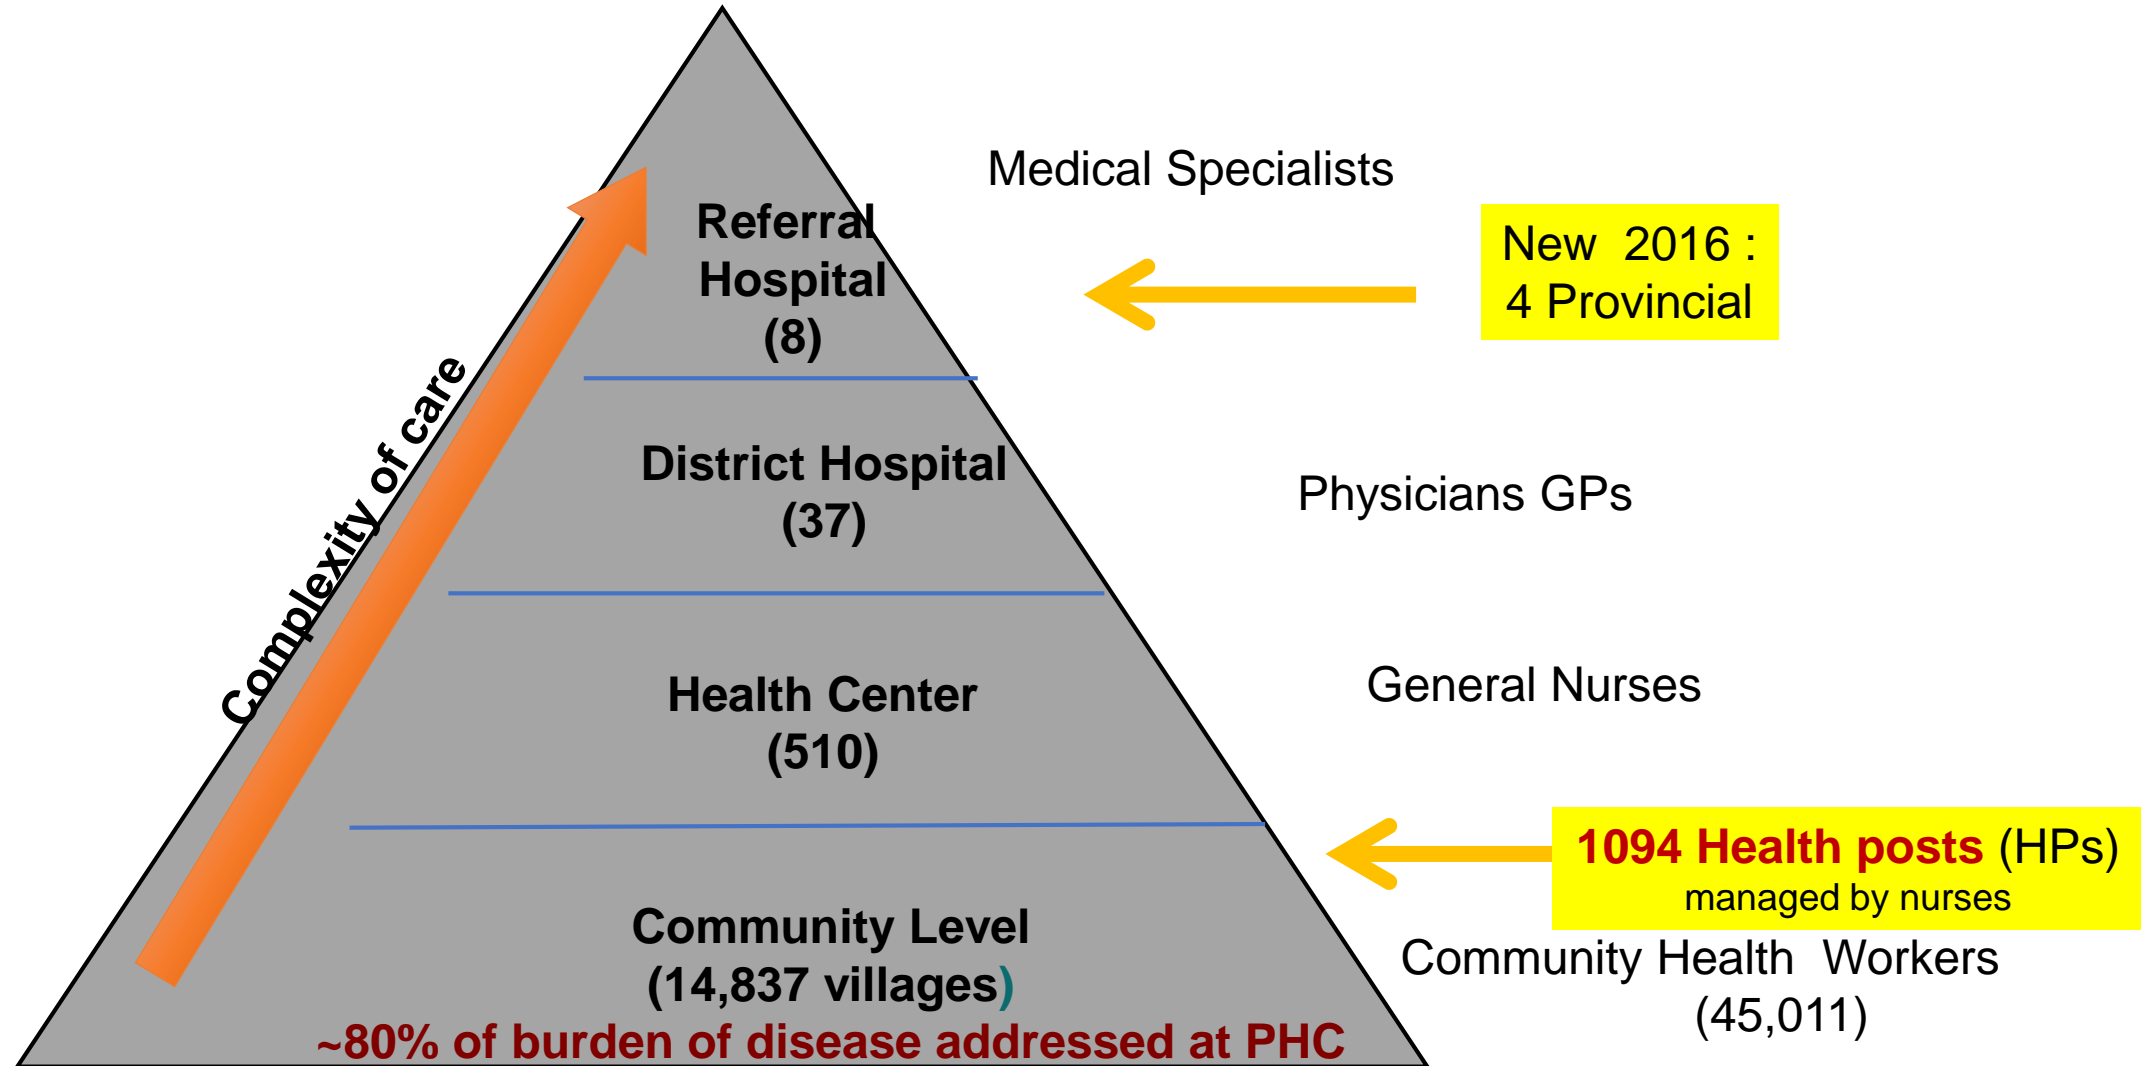 Medical Specialists
Referral
Hospital
(8)
New 2016 :
4 Provincial
Complexity of care
District Hospital
(37)
Physicians GPs
Health Center
(510)
General Nurses
1094 Health posts (HPs)
managed by nurses
Community Level
(14,837 villages)
~80% of burden of disease addressed at PHC
Community Health Workers
(45,011)